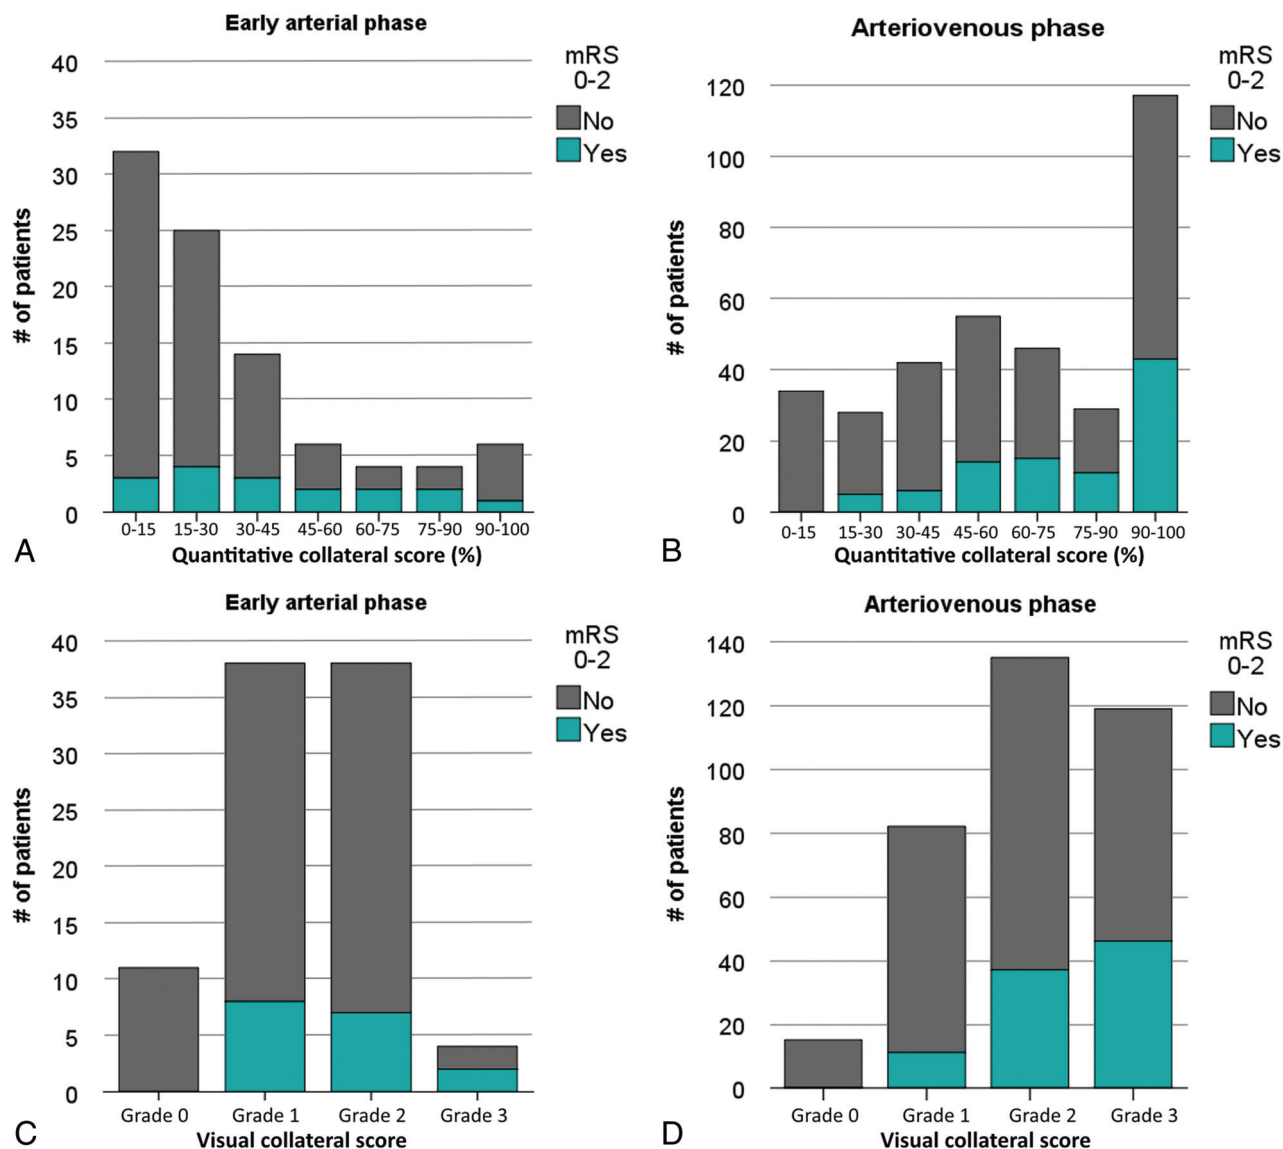 Early arterial phase
mRS
0-2
No
Yes
40
35
30
25
20
15
10
5
0
# of patients
0-15 15-30 30-45 45-60 60-75 75-90 90-100
Quantitative collateral score (%)
A
Arteriovenous phase
mRS
0-2
No
Yes
120
100
80
60
40
20
0
# of patients
0-15 15-30 30-45 45-60 60-75 75-90 90-100
Quantitative collateral score (%)
B
Early arterial phase
mRS
0-2
No
Yes
40
35
30
25
20
15
10
5
0
# of patients
Grade 0 Grade 1 Grade 2 Grade 3
Visual collateral score
C
Arteriovenous phase
mRS
0-2
No
Yes
140
120
100
80
60
40
20
0
# of patients
Grade 0 Grade 1 Grade 2 Grade 3
Visual collateral score
D